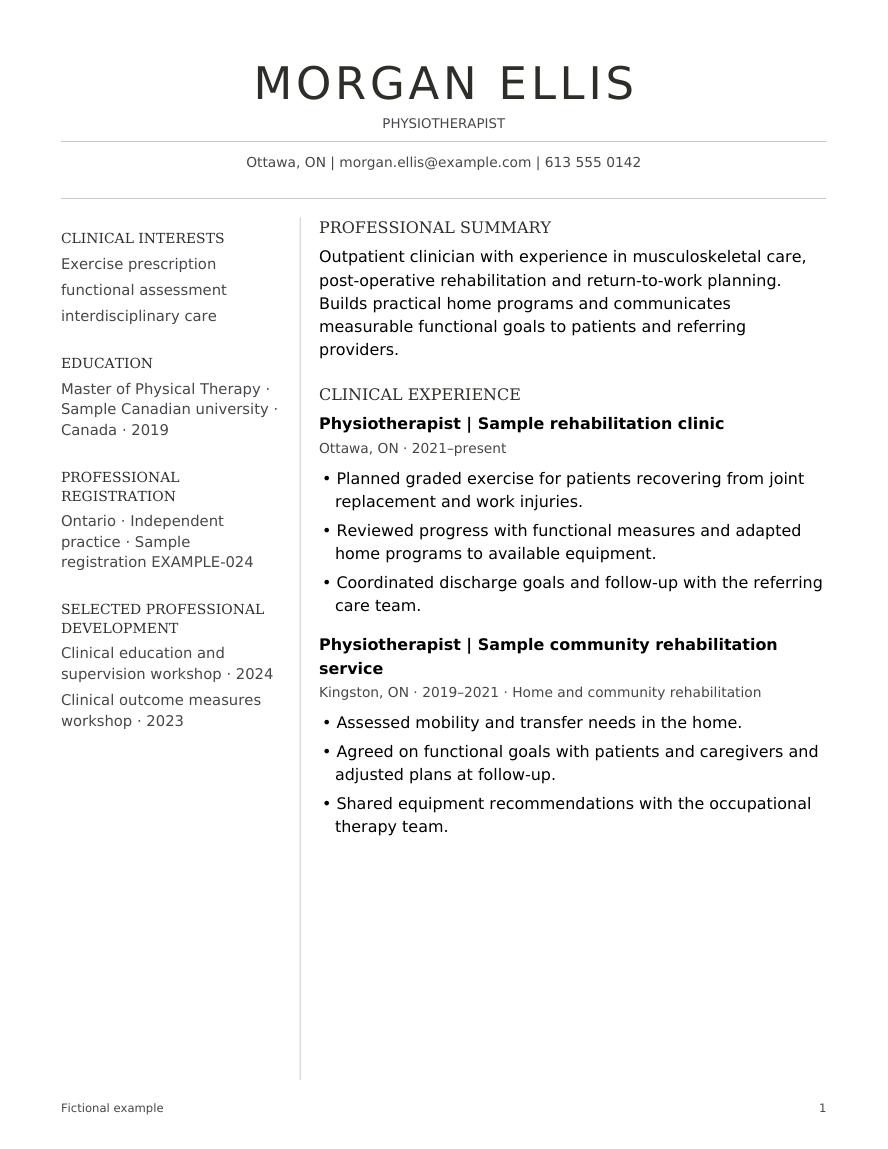 MORGAN ELLIS
PHYSIOTHERAPIST
Ottawa, ON | morgan.ellis@example.com | 613 555 0142
CLINICAL INTERESTS
Exercise prescription
functional assessment
interdisciplinary care
EDUCATION
Master of Physical Therapy ·
Sample Canadian university ·
Canada · 2019
PROFESSIONAL
REGISTRATION
Ontario · Independent
practice · Sample
registration EXAMPLE-024
SELECTED PROFESSIONAL
DEVELOPMENT
Clinical education and
supervision workshop · 2024
Clinical outcome measures
workshop · 2023
PROFESSIONAL SUMMARY
Outpatient clinician with experience in musculoskeletal care,
post-operative rehabilitation and return-to-work planning.
Builds practical home programs and communicates
measurable functional goals to patients and referring
providers.
CLINICAL EXPERIENCE
Physiotherapist | Sample rehabilitation clinic
Ottawa, ON · 2021–present
• Planned graded exercise for patients recovering from joint
replacement and work injuries.
• Reviewed progress with functional measures and adapted
home programs to available equipment.
• Coordinated discharge goals and follow-up with the referring
care team.
Physiotherapist | Sample community rehabilitation
service
Kingston, ON · 2019–2021 · Home and community rehabilitation
• Assessed mobility and transfer needs in the home.
• Agreed on functional goals with patients and caregivers and
adjusted plans at follow-up.
• Shared equipment recommendations with the occupational
therapy team.
Fictional example
1